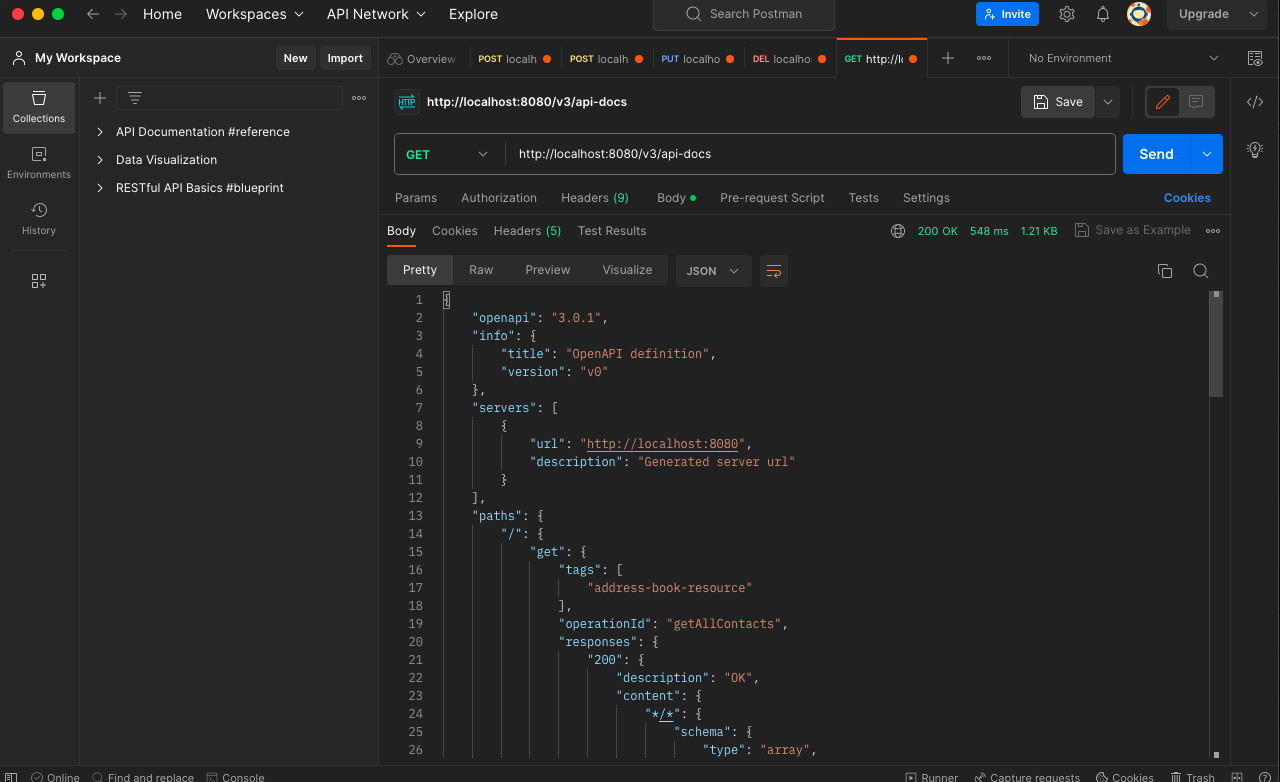 Home Workspaces API Network Explore Search Postman Invite Upgrade
My Workspace New Import Overview POST localh POST localh PUT localho DEL localho GET http://lo No Environment
Collections
Environments
History
API Documentation #reference
Data Visualization
RESTful API Basics #blueprint
HTTP http://localhost:8080/v3/api-docs Save
GET http://localhost:8080/v3/api-docs Send
Params Authorization Headers (9) Body Pre-request Script Tests Settings Cookies
Body Cookies Headers (5) Test Results 200 OK 548 ms 1.21 KB Save as Example
Pretty Raw Preview Visualize JSON
1 {
2 "openapi": "3.0.1",
3 "info": {
4 "title": "OpenAPI definition",
5 "version": "v0"
6 },
7 "servers": [
8 {
9 "url": "http://localhost:8080",
10 "description": "Generated server url"
11 }
12 ],
13 "paths": {
14 "/": {
15 "get": {
16 "tags": [
17 "address-book-resource"
18 ],
19 "operationId": "getAllContacts",
20 "responses": {
21 "200": {
22 "description": "OK",
23 "content": {
24 "*/*": {
25 "schema": {
26 "type": "array",
Online Find and replace Console Runner Capture requests Cookies Trash